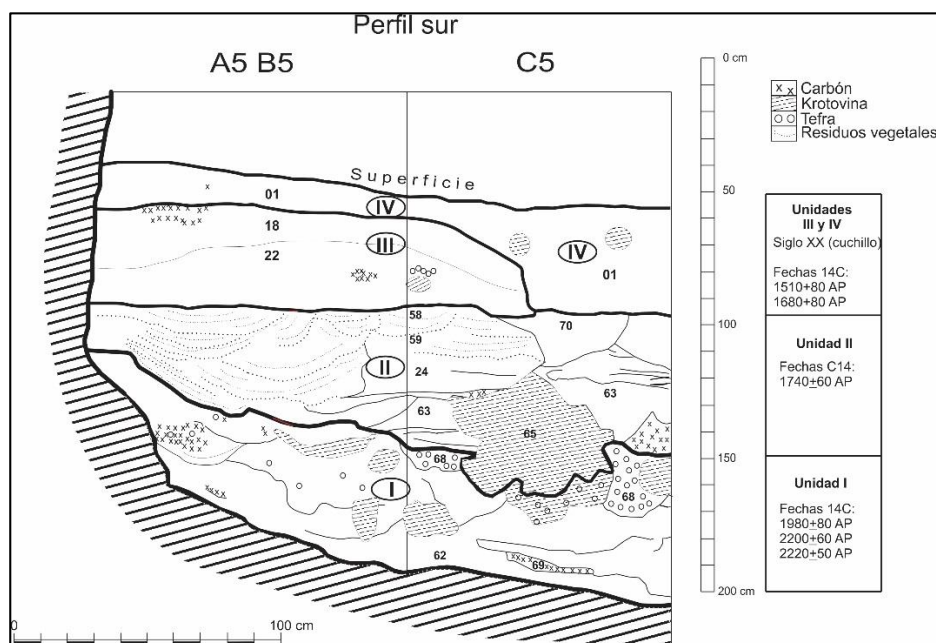 Perfil sur
A5 B5
C5
0 cm
50
100
150
200 cm
x x Carbón
Krotovina
o o Tefra
Residuos vegetales
Superficie
01
IV
18
III
22
IV
01
58
70
59
II
24
63
63
65
68
68
I
62
69
0
100 cm
Unidades
III y IV
Siglo XX (cuchillo)
Fechas 14C:
1510+80 AP
1680+80 AP
Unidad II
Fechas C14:
1740±60 AP
Unidad I
Fechas 14C:
1980±80 AP
2200±60 AP
2220±50 AP